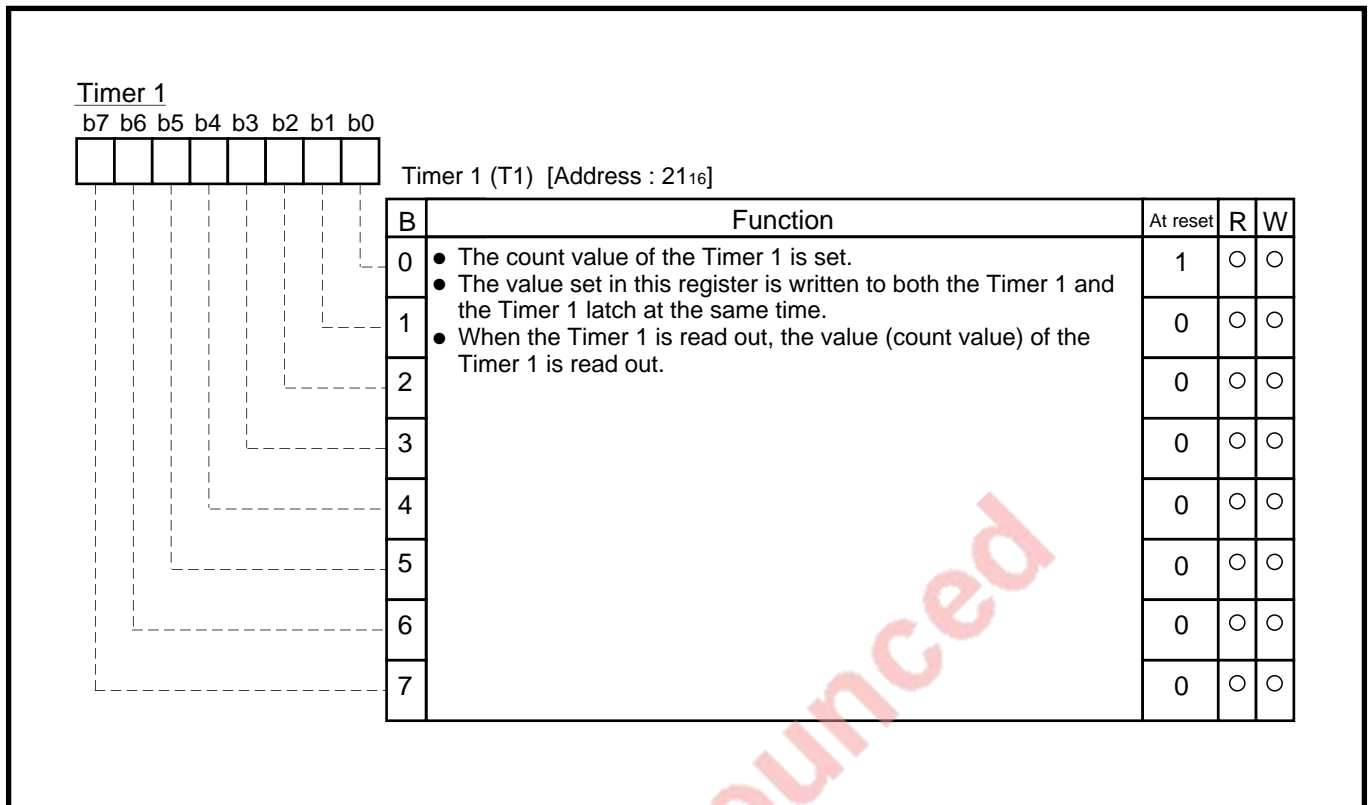 Timer 1
b7 b6 b5 b4 b3 b2 b1 b0
Timer 1 (T1) [Address : 2116]
B Function At reset R W
0 ● The count value of the Timer 1 is set. 1 ○ ○
● The value set in this register is written to both the Timer 1 and
the Timer 1 latch at the same time.
1 0 ○ ○
● When the Timer 1 is read out, the value (count value) of the
Timer 1 is read out.
2 0 ○ ○
3 0 ○ ○
4 0 ○ ○
5 0 ○ ○
6 0 ○ ○
7 0 ○ ○
ounced